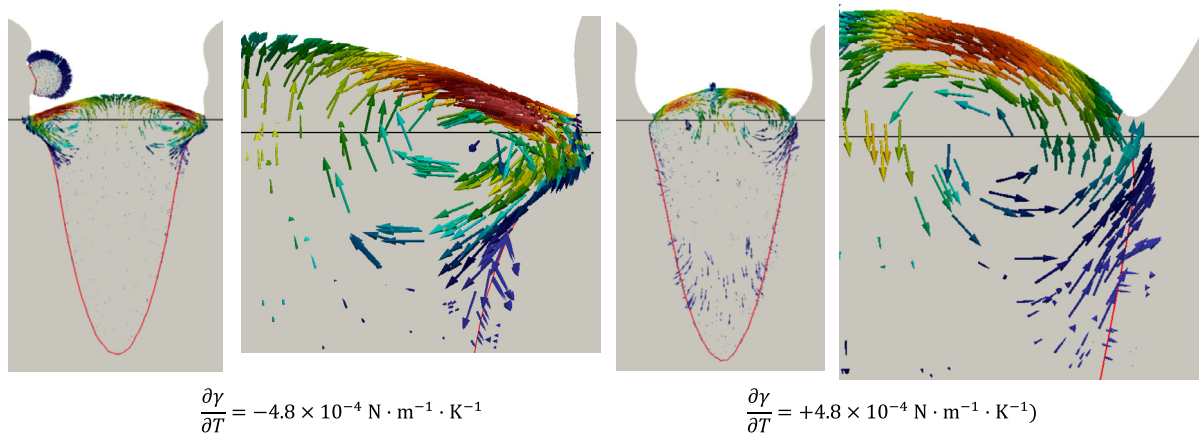 ∂γ/∂T = −4.8 × 10⁻⁴ N · m⁻¹ · K⁻¹
∂γ/∂T = +4.8 × 10⁻⁴ N · m⁻¹ · K⁻¹)